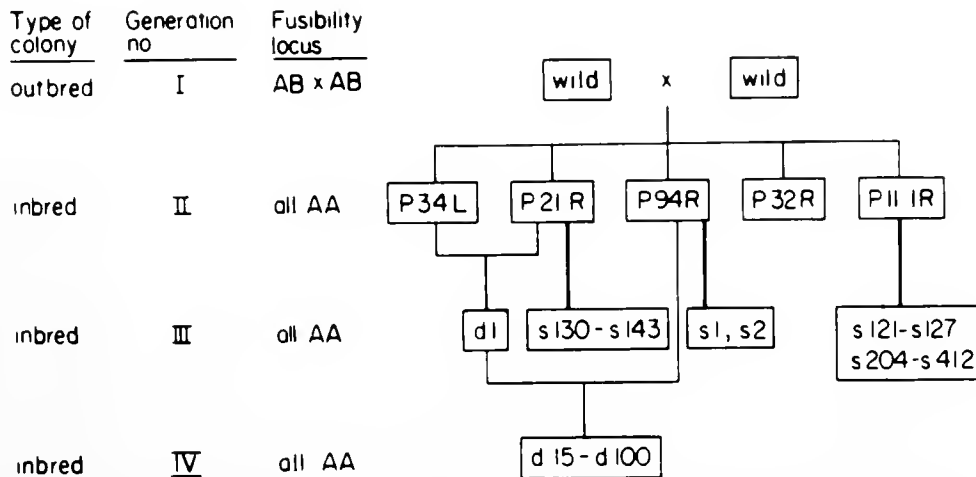 Type of colony Generation no Fusibility locus
outbred I AB x AB wild x wild
inbred II all AA P34L P21R P94R P32R P111R
inbred III all AA d1 s130-s143 s1, s2 s121-s127
s204-s412
inbred IV all AA d15-d100